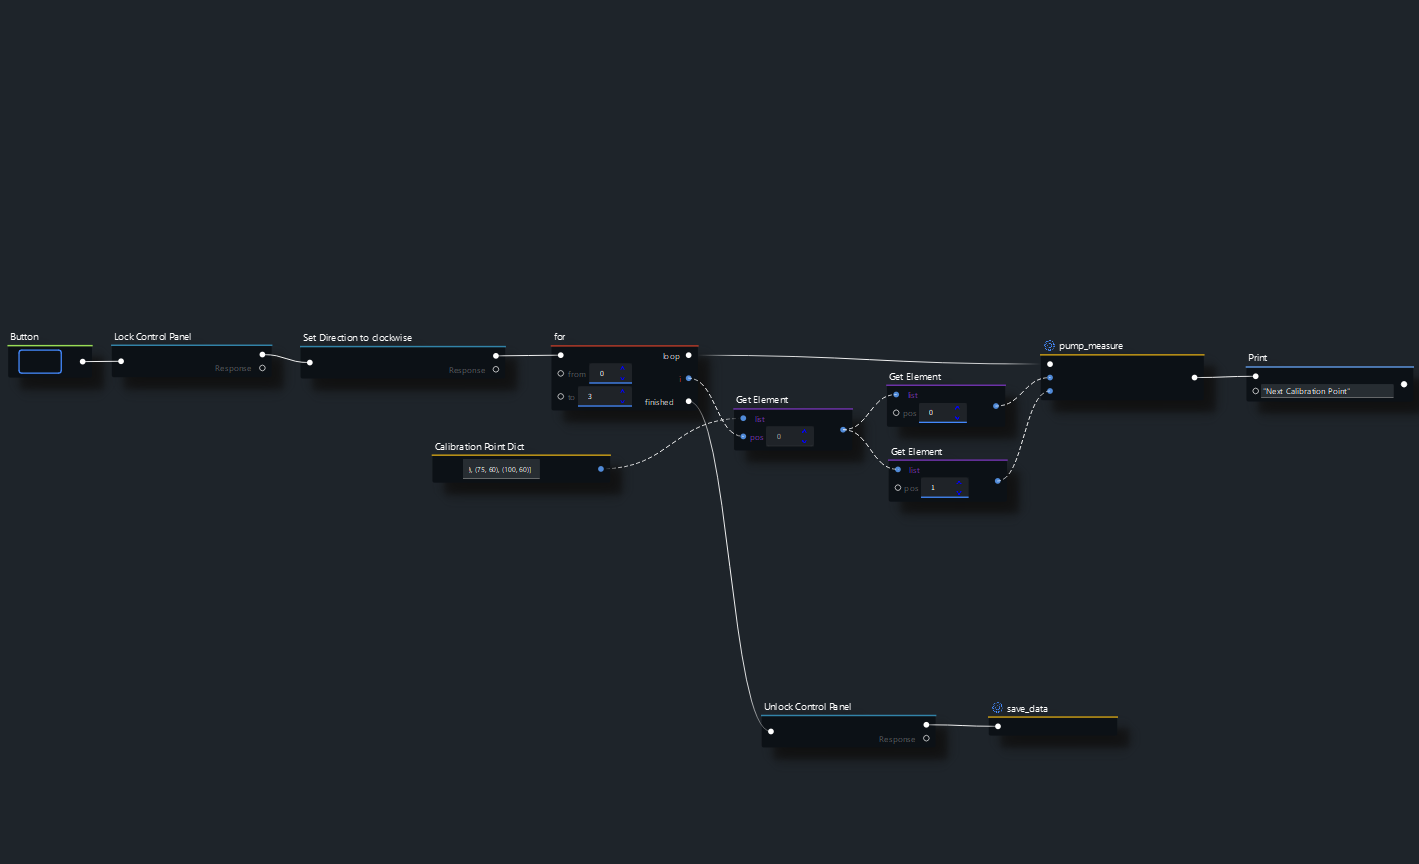 Button
Lock Control Panel
Response
Set Direction to clockwise
Response
for
loop
from 0
i
to 3
finished
Calibration Point Dict
), (75, 60), (100, 60)]
Get Element
list
pos 0
Get Element
list
pos 0
Get Element
list
pos 1
pump_measure
Print
"Next Calibration Point"
Unlock Control Panel
Response
save_data